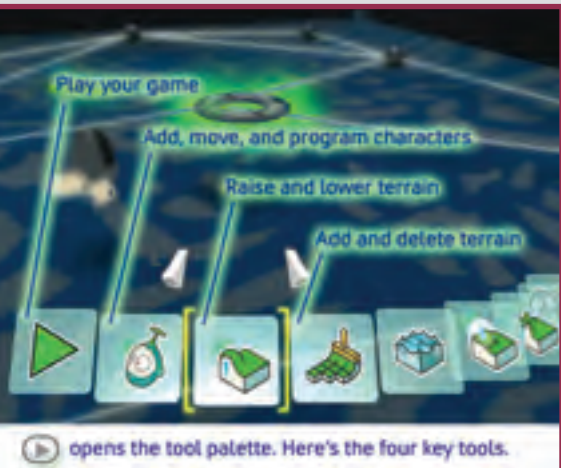 Play your game
Add, move, and program characters
Raise and lower terrain
Add and delete terrain
opens the tool palette. Here's the four key tools.